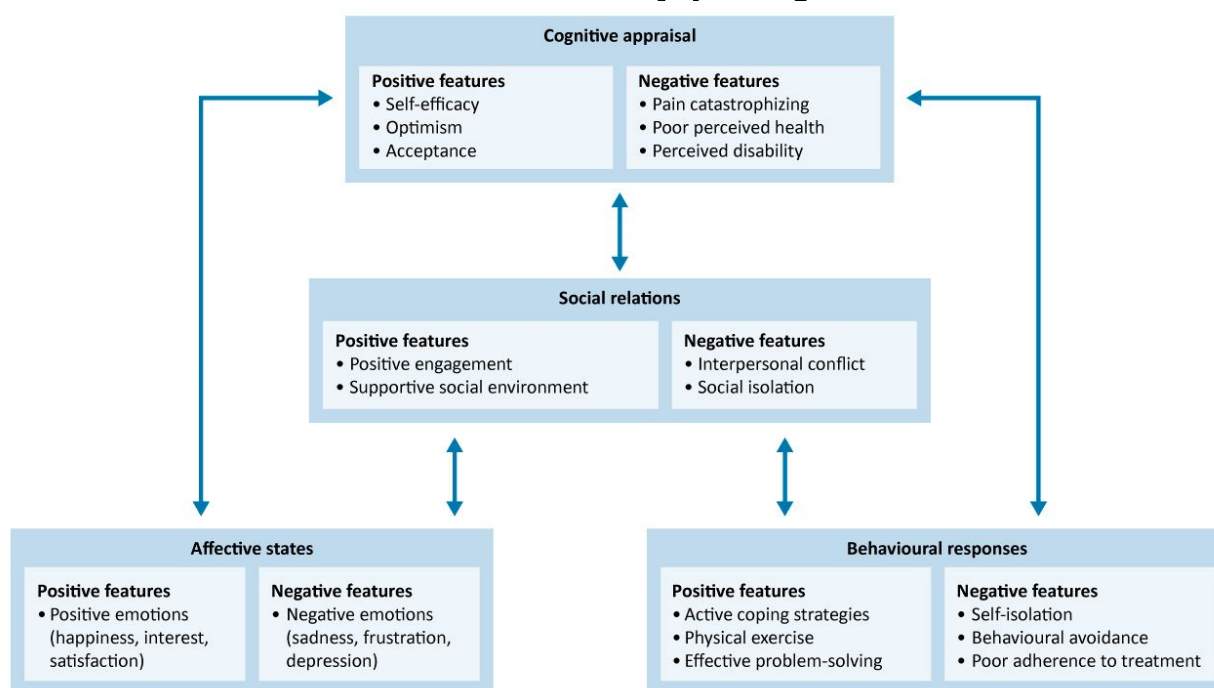 Cognitive appraisal
Positive features
• Self-efficacy
• Optimism
• Acceptance
Negative features
• Pain catastrophizing
• Poor perceived health
• Perceived disability
Social relations
Positive features
• Positive engagement
• Supportive social environment
Negative features
• Interpersonal conflict
• Social isolation
Affective states
Positive features
• Positive emotions
(happiness, interest,
satisfaction)
Negative features
• Negative emotions
(sadness, frustration,
depression)
Behavioural responses
Positive features
• Active coping strategies
• Physical exercise
• Effective problem-solving
Negative features
• Self-isolation
• Behavioural avoidance
• Poor adherence to treatment